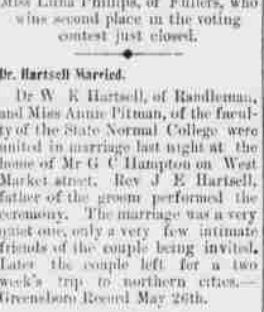 Miss Edna Phillips, of Fullers, who
wins second place in the voting
contest just closed.
Dr. Hartsell Married.
Dr W K Hartsell, of Randleman,
and Miss Annie Pitman, of the facul-
ty of the State Normal College were
united in marriage last night at the
home of Mr G C Hampton on West
Market street. Rev J E Hartsell,
father of the groom performed the
ceremony. The marriage was a very
quiet one, only a very few intimate
friends of the couple being invited.
Later the couple left for a two
week's trip to northern cities.—
Greensboro Record May 26th.